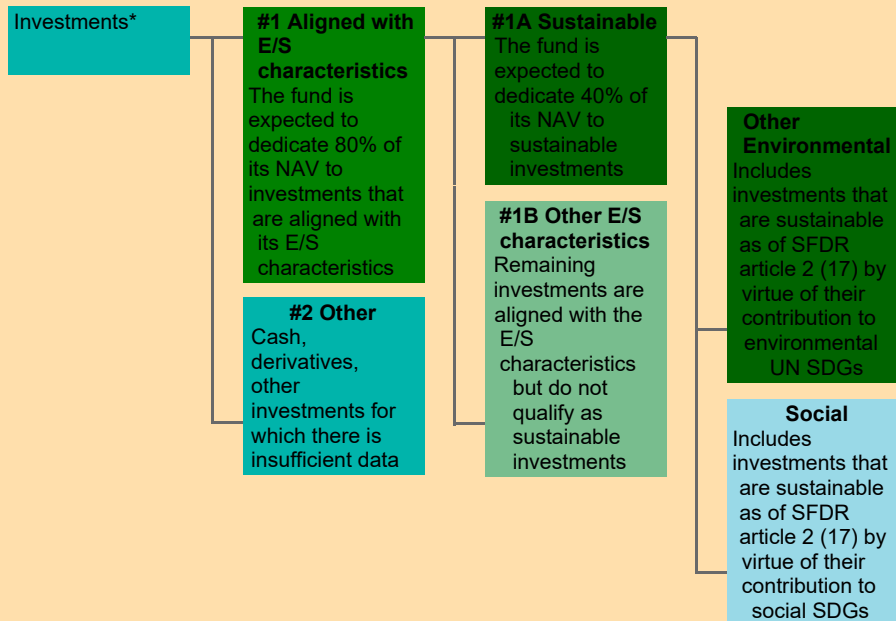 Investments*
#1 Aligned with
E/S
characteristics
The fund is
expected to
dedicate 80% of
its NAV to
investments that
are aligned with
its E/S
characteristics
#2 Other
Cash,
derivatives,
other
investments for
which there is
insufficient data
#1A Sustainable
The fund is
expected to
dedicate 40% of
its NAV to
sustainable
investments
#1B Other E/S
characteristics
Remaining
investments are
aligned with the
E/S
characteristics
but do not
qualify as
sustainable
investments
Other
Environmental
Includes
investments that
are sustainable
as of SFDR
article 2 (17) by
virtue of their
contribution to
environmental
UN SDGs
Social
Includes
investments that
are sustainable
as of SFDR
article 2 (17) by
virtue of their
contribution to
social SDGs